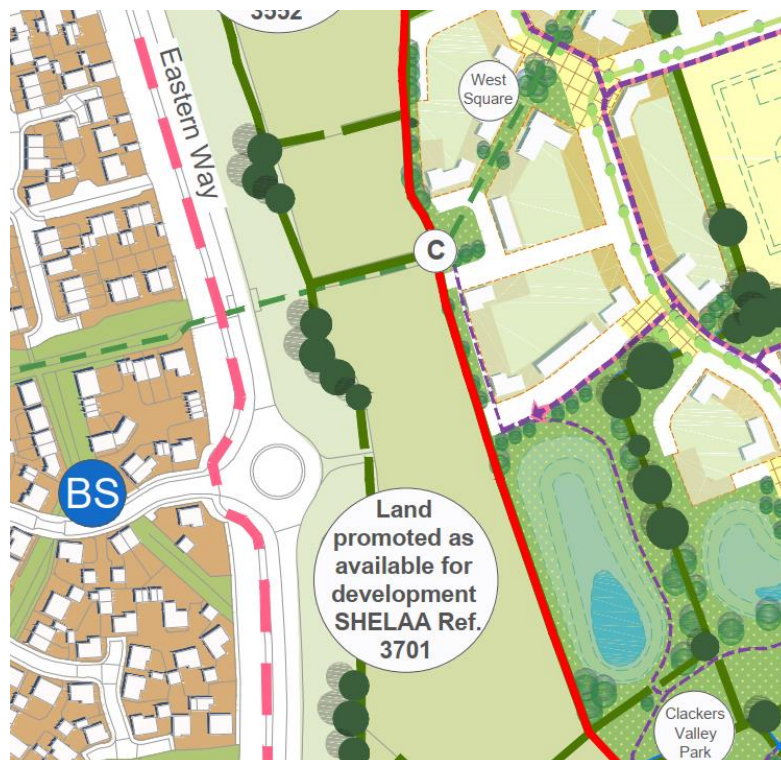 3552
Eastern Way
West
Square
C
BS
Land
promoted as
available for
development
SHELAA Ref.
3701
Clackers
Valley
Park